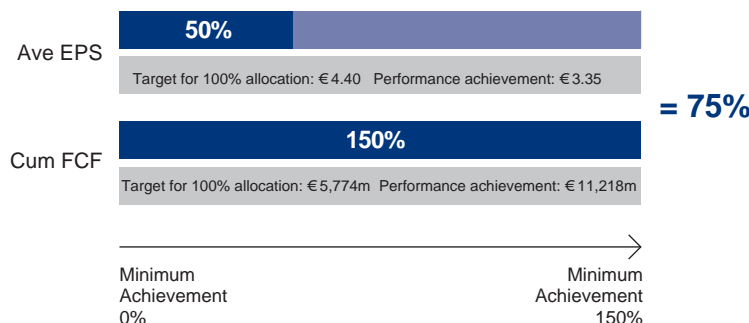 50%
Ave EPS
Target for 100% allocation: €4.40 Performance achievement: €3.35
= 75%
150%
Cum FCF
Target for 100% allocation: €5,774m Performance achievement: €11,218m
Minimum Achievement 0%
Minimum Achievement 150%